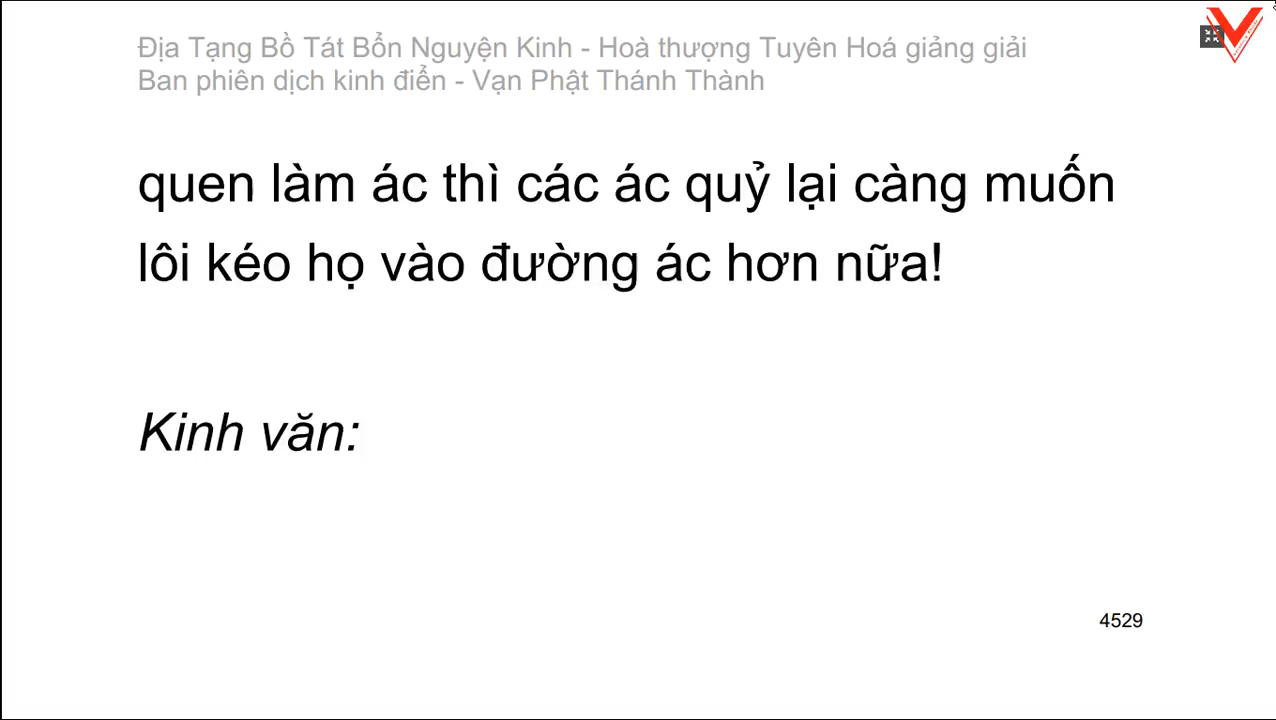 Địa Tạng Bồ Tát Bổn Nguyện Kinh - Hoà thượng Tuyên Hoá giảng giải
Ban phiên dịch kinh điển - Vạn Phật Thánh Thành
quen làm ác thì các ác quỷ lại càng muốn
lôi kéo họ vào đường ác hơn nữa!
Kinh văn:
4529